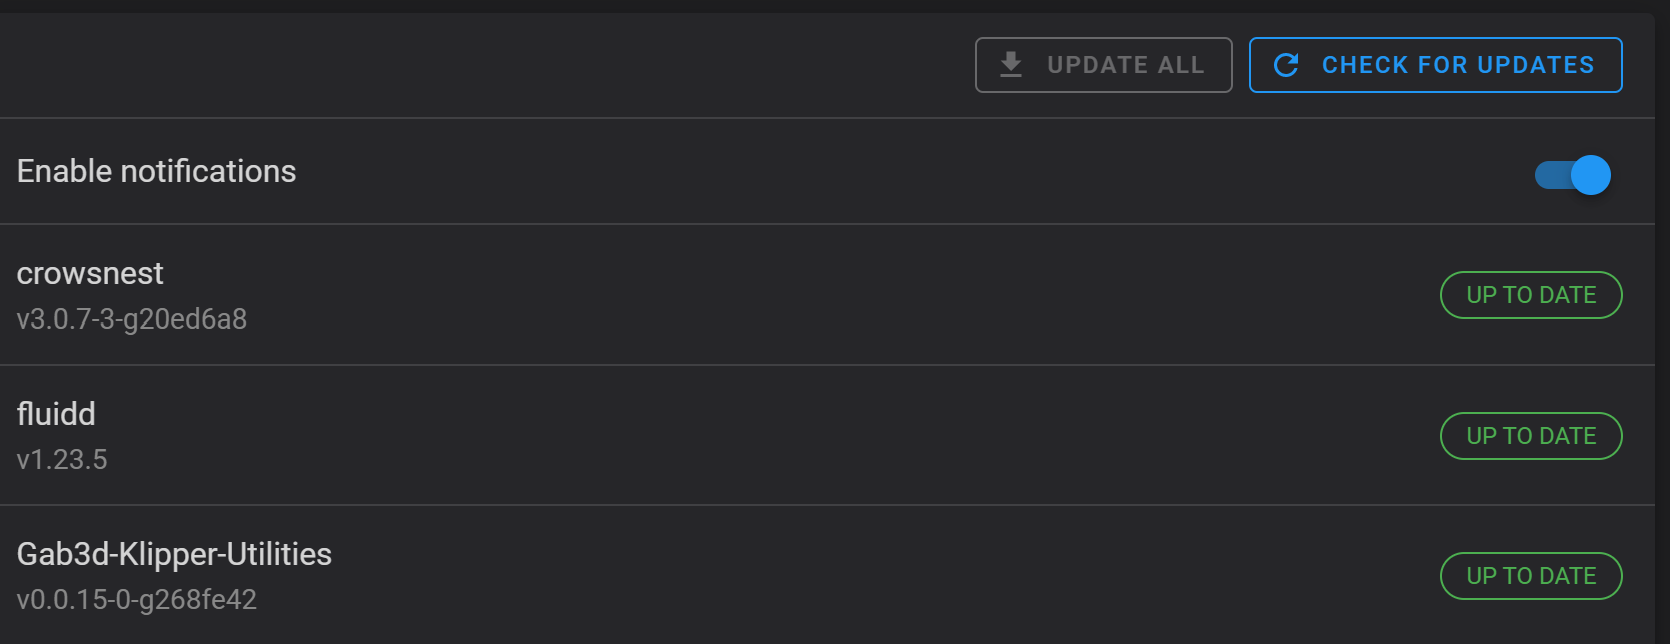 UPDATE ALL
CHECK FOR UPDATES
Enable notifications
crowsnest
v3.0.7-3-g20ed6a8
UP TO DATE
fluidd
v1.23.5
UP TO DATE
Gab3d-Klipper-Utilities
v0.0.15-0-g268fe42
UP TO DATE